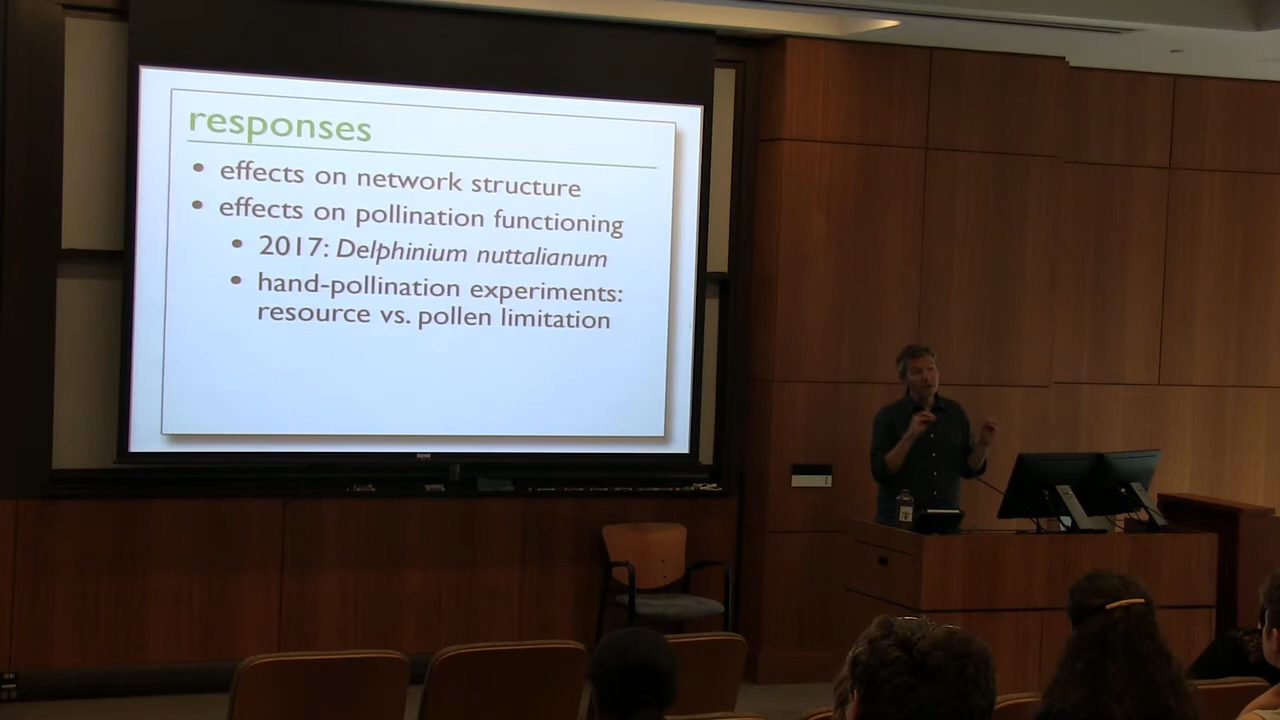 responses
• effects on network structure
• effects on pollination functioning
• 2017: Delphinium nuttalianum
• hand-pollination experiments:
resource vs. pollen limitation